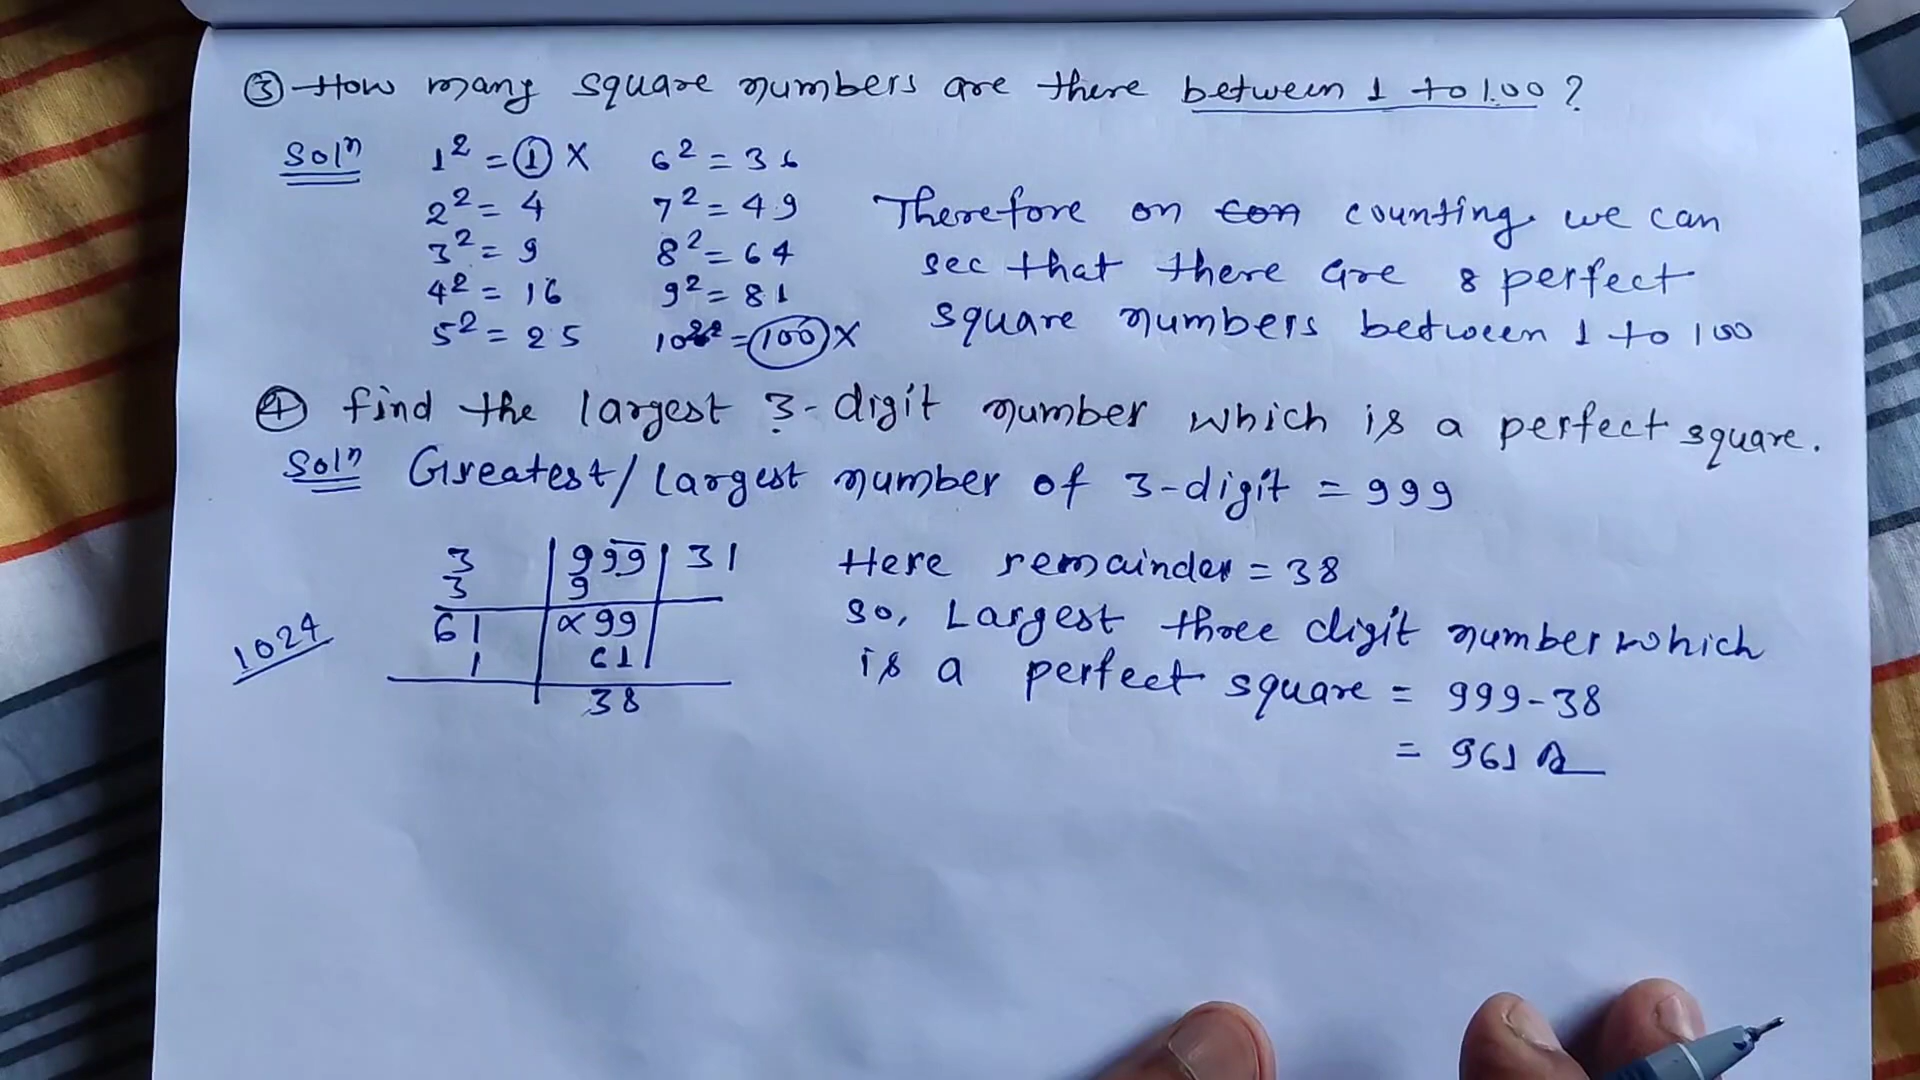 ③ How many square numbers are there between 1 to 100?
Solⁿ 1² = 1 X 6² = 36
2² = 4 7² = 49 Therefore on con counting we can
3² = 9 8² = 64 see that there are 8 perfect
4² = 16 9² = 81 square numbers between 1 to 100
5² = 25 10² = 100 X
④ find the largest 3-digit number which is a perfect square.
Solⁿ Greatest/largest number of 3-digit = 999
3 999 31 Here remainder = 38
3 9
1024 61 x99 so, Largest three digit number which
1 61 is a perfect square = 999-38
38
= 961